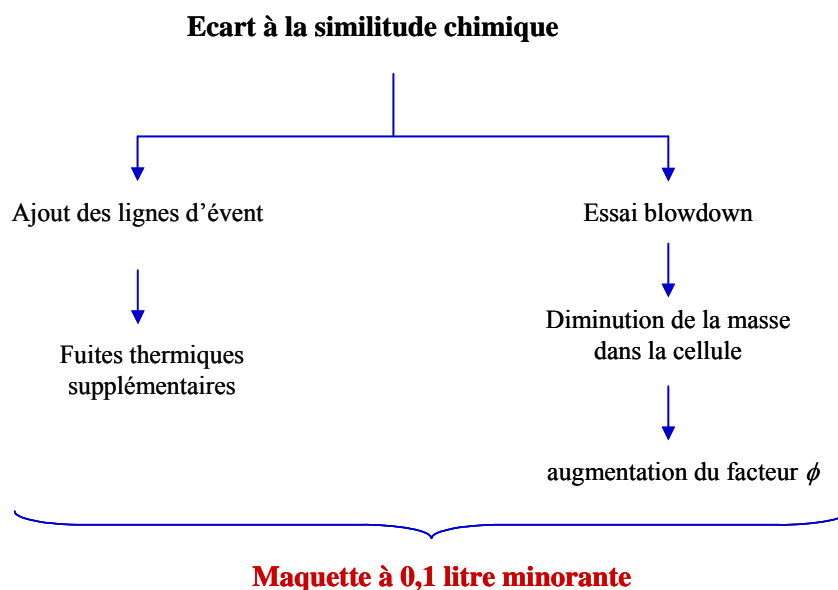 Ecart à la similitude chimique
Ajout des lignes d’évent
Fuites thermiques
supplémentaires
Essai blowdown
Diminution de la masse
dans la cellule
augmentation du facteur ϕ
Maquette à 0,1 litre minorante